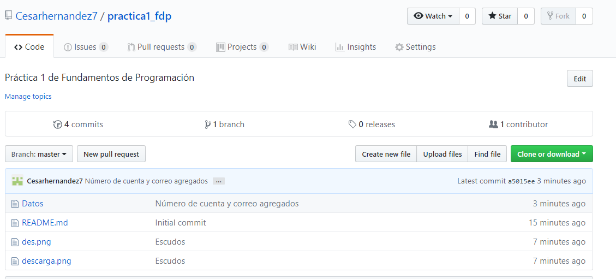 Cesarhernandez7 / practica1_fdp
Watch 0 Star 0 Fork 0
Code Issues 0 Pull requests 0 Projects 0 Wiki Insights Settings
Práctica 1 de Fundamentos de Programación Edit
Manage topics
4 commits 1 branch 0 releases 1 contributor
Branch: master New pull request Create new file Upload files Find file Clone or download
Cesarhernandez7 Número de cuenta y correo agregados ... Latest commit a5015ee 3 minutes ago
Datos Número de cuenta y correo agregados 3 minutes ago
README.md Initial commit 15 minutes ago
des.png Escudos 7 minutes ago
descarga.png Escudos 7 minutes ago